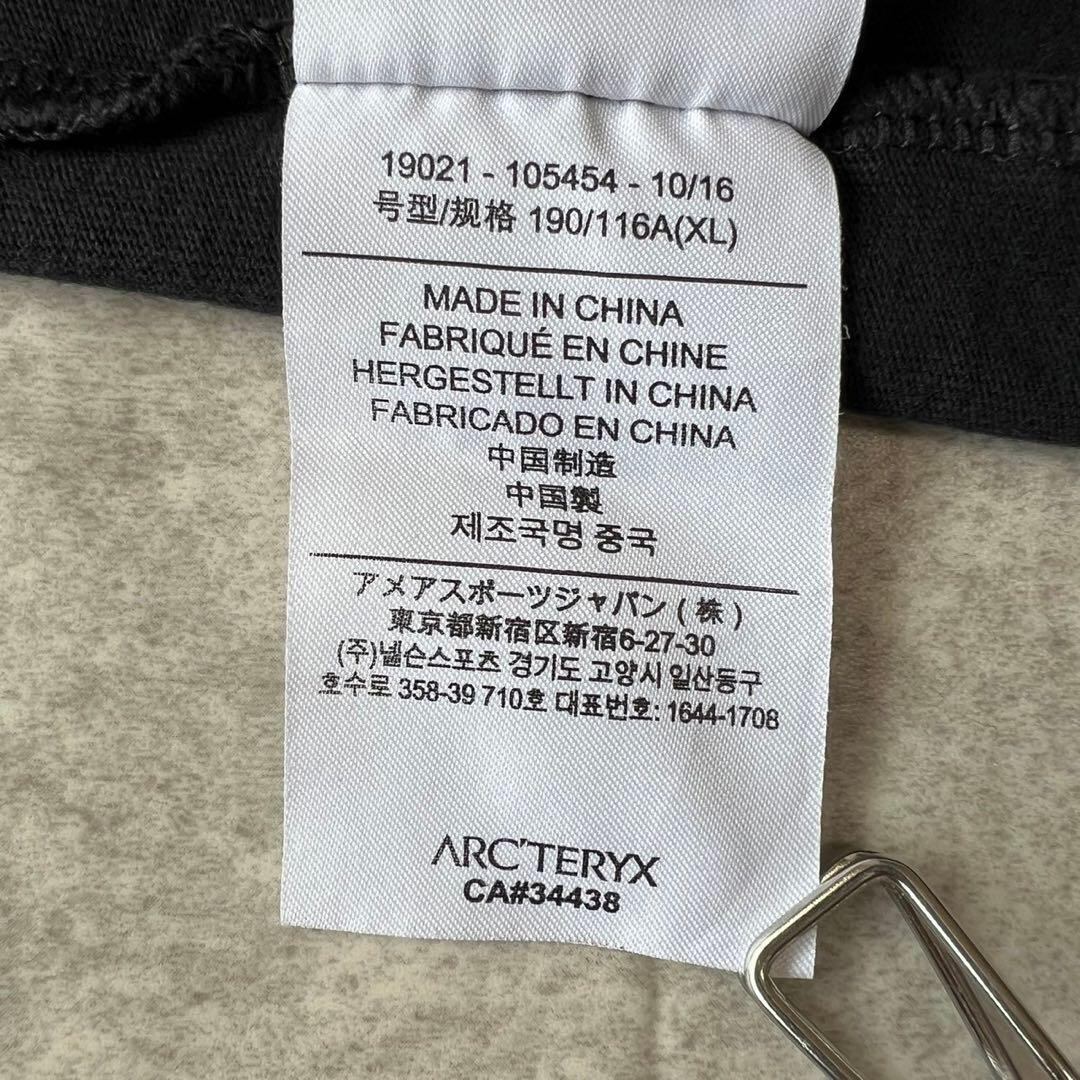 19021 - 105454 - 10/16
号型/规格 190/116A(XL)
MADE IN CHINA
FABRIQUÉ EN CHINE
HERGESTELLT IN CHINA
FABRICADO EN CHINA
中国制造
中国製
제조국명 중국
アメアスポーツジャパン ( 株 )
東京都新宿区新宿6-27-30
(주)넬슨스포츠 경기도 고양시 일산동구
호수로 358-39 710호 대표번호: 1644-1708
ARC'TERYX
CA#34438